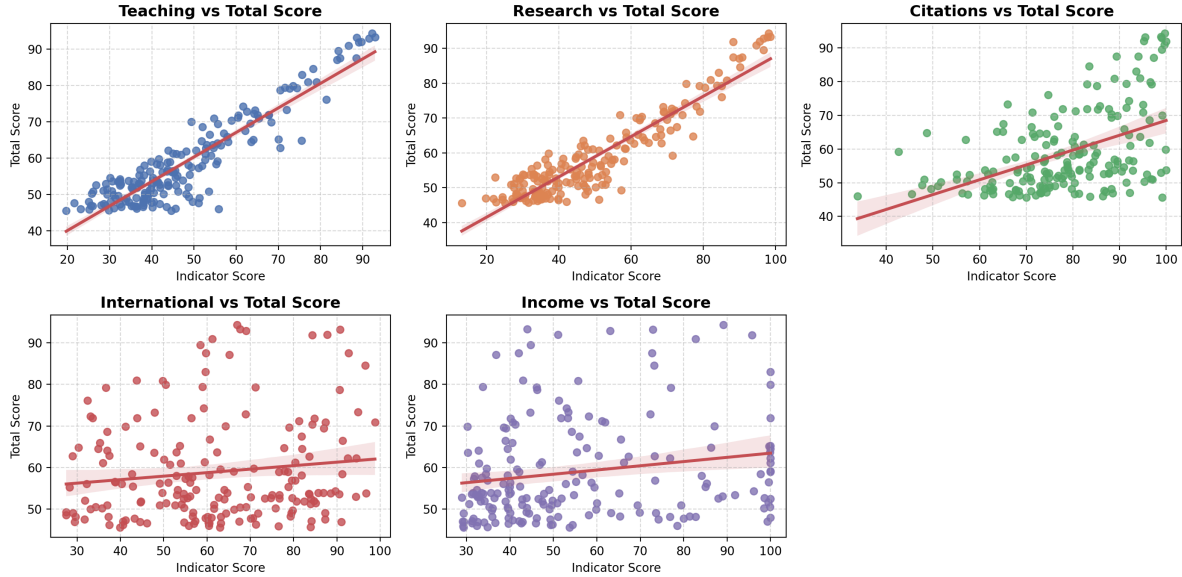 Teaching vs Total Score
Total Score
90
80
70
60
50
40
20 30 40 50 60 70 80 90
Indicator Score
Research vs Total Score
Total Score
90
80
70
60
50
40
20 40 60 80 100
Indicator Score
Citations vs Total Score
Total Score
90
80
70
60
50
40
40 50 60 70 80 90 100
Indicator Score
International vs Total Score
Total Score
90
80
70
60
50
30 40 50 60 70 80 90 100
Indicator Score
Income vs Total Score
Total Score
90
80
70
60
50
30 40 50 60 70 80 90 100
Indicator Score